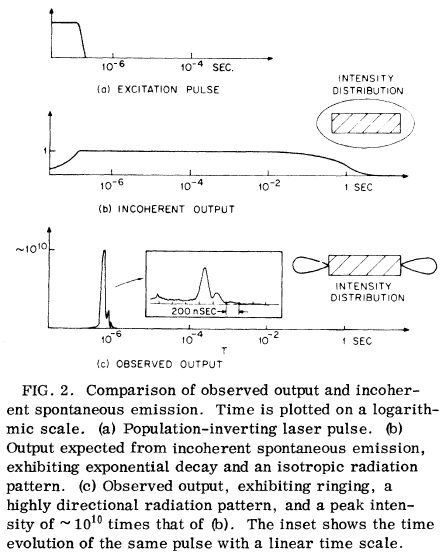 10⁻⁶ 10⁻⁴ SEC.
(a) EXCITATION PULSE
INTENSITY
DISTRIBUTION
1
10⁻⁶ 10⁻⁴ 10⁻² 1 SEC
(b) INCOHERENT OUTPUT
~10¹⁰
200 nSEC
INTENSITY
DISTRIBUTION
10⁻⁶ 10⁻⁴ 10⁻² 1 SEC
T
(c) OBSERVED OUTPUT
FIG. 2. Comparison of observed output and incoher-
ent spontaneous emission. Time is plotted on a logarith-
mic scale. (a) Population-inverting laser pulse. (b)
Output expected from incoherent spontaneous emission,
exhibiting exponential decay and an isotropic radiation
pattern. (c) Observed output, exhibiting ringing, a
highly directional radiation pattern, and a peak inten-
sity of ~ 10¹⁰ times that of (b). The inset shows the time
evolution of the same pulse with a linear time scale.